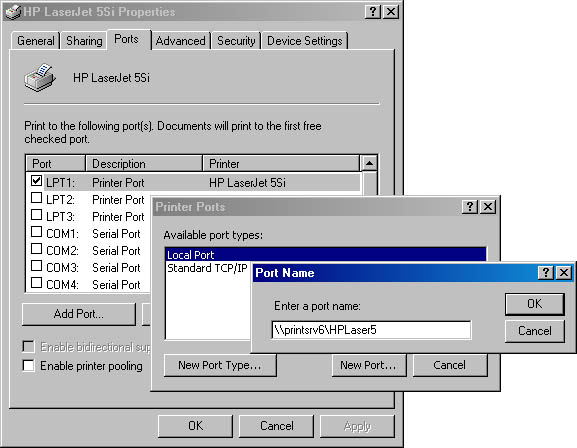 HP LaserJet 5Si Properties
General Sharing Ports Advanced Security Device Settings
HP LaserJet 5Si
Print to the following port(s). Documents will print to the first free
checked port.
Port Description Printer
LPT1: Printer Port HP LaserJet 5Si
LPT2: Printer Port
LPT3: Printer Port
COM1: Serial Port
COM2: Serial Port
COM3: Serial Port
COM4: Serial Port
Add Port...
Enable bidirectional sup
Enable printer pooling
OK Cancel Apply
Printer Ports
Available port types:
Local Port
Standard TCP/IP
New Port Type... New Port... Cancel
Port Name
Enter a port name:
\\printsrv6\HPLaser5
OK
Cancel